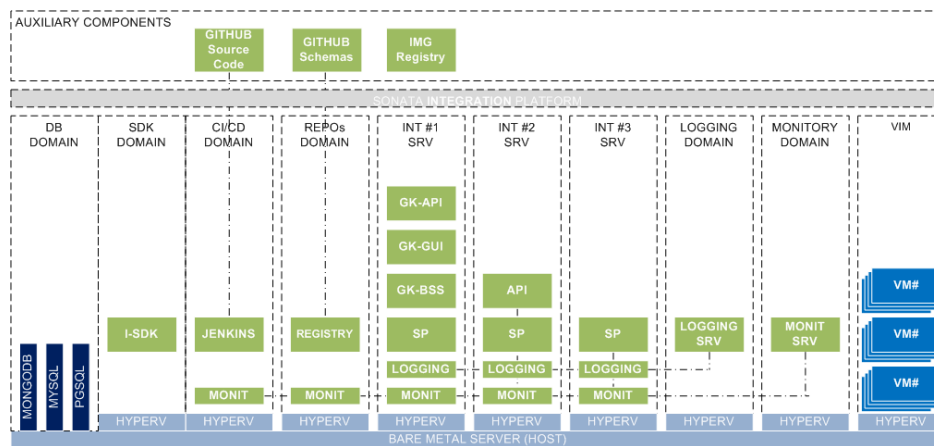 AUXILIARY COMPONENTS
GITHUB
Source
Code
GITHUB
Schemas
IMG
Registry
SONATA INTEGRATION PLATFORM
DB
DOMAIN
SDK
DOMAIN
CI/CD
DOMAIN
REPOs
DOMAIN
INT #1
SRV
INT #2
SRV
INT #3
SRV
LOGGING
DOMAIN
MONITORY
DOMAIN
VIM
GK-API
GK-GUI
GK-BSS
API
VM#
I-SDK
JENKINS
REGISTRY
SP
SP
SP
LOGGING
SRV
MONIT
SRV
VM#
MONGODB
MYSQL
PGSQL
LOGGING
LOGGING
LOGGING
MONIT
MONIT
MONIT
MONIT
MONIT
VM#
HYPERV
HYPERV
HYPERV
HYPERV
HYPERV
HYPERV
HYPERV
HYPERV
HYPERV
BARE METAL SERVER (HOST)